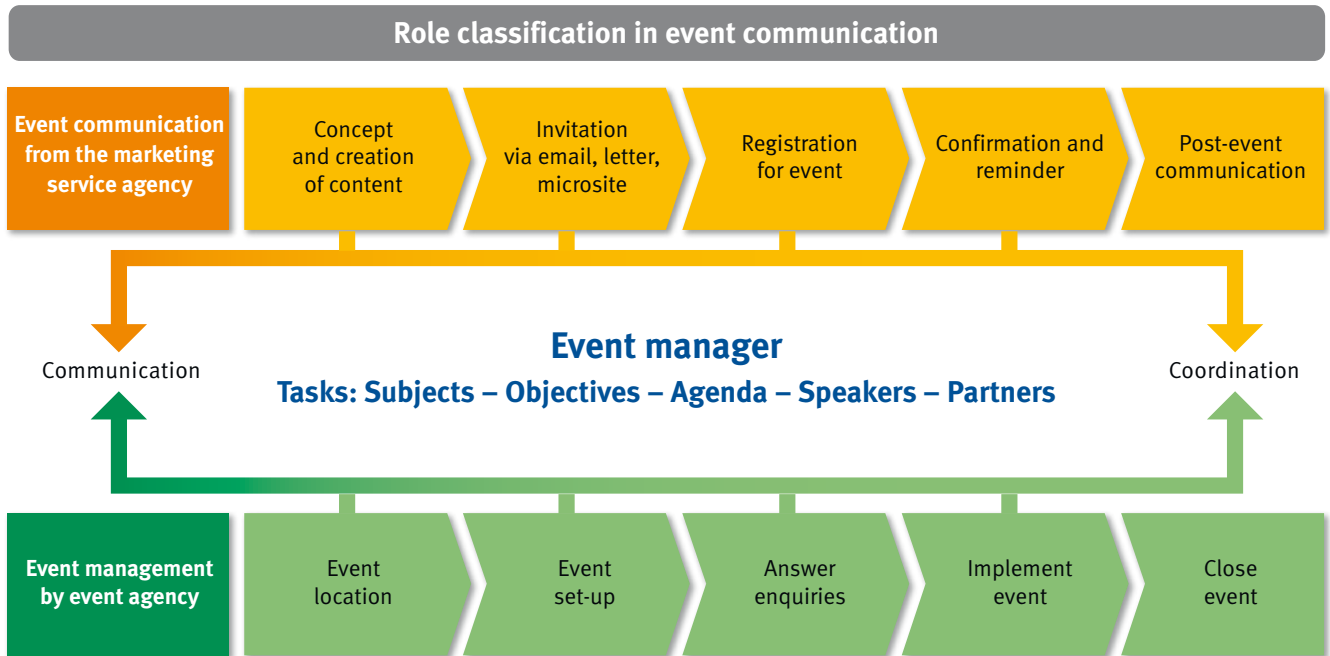 Role classification in event communication
Event communication
from the marketing
service agency
Concept
and creation
of content
Invitation
via email, letter,
microsite
Registration
for event
Confirmation and
reminder
Post-event
communication
Communication
Event manager
Tasks: Subjects – Objectives – Agenda – Speakers – Partners
Coordination
Event management
by event agency
Event
location
Event
set-up
Answer
enquiries
Implement
event
Close
event